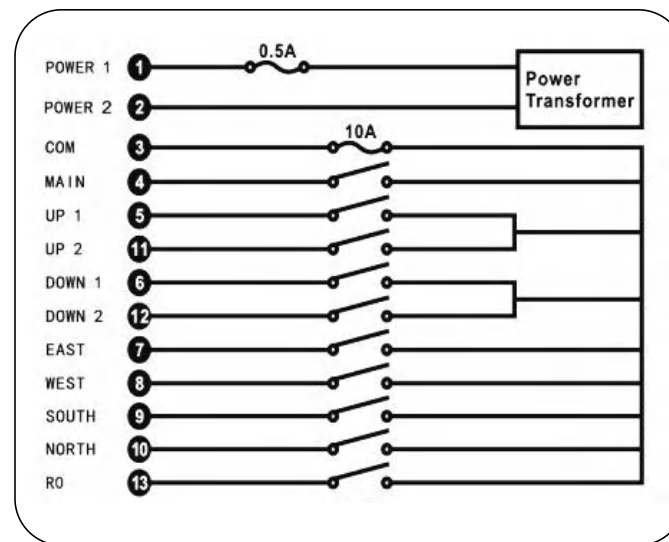 0.5A
POWER 1 1
Power
Transformer
POWER 2 2
10A
COM 3
MAIN 4
UP 1 5
UP 2 11
DOWN 1 6
DOWN 2 12
EAST 7
WEST 8
SOUTH 9
NORTH 10
RO 13